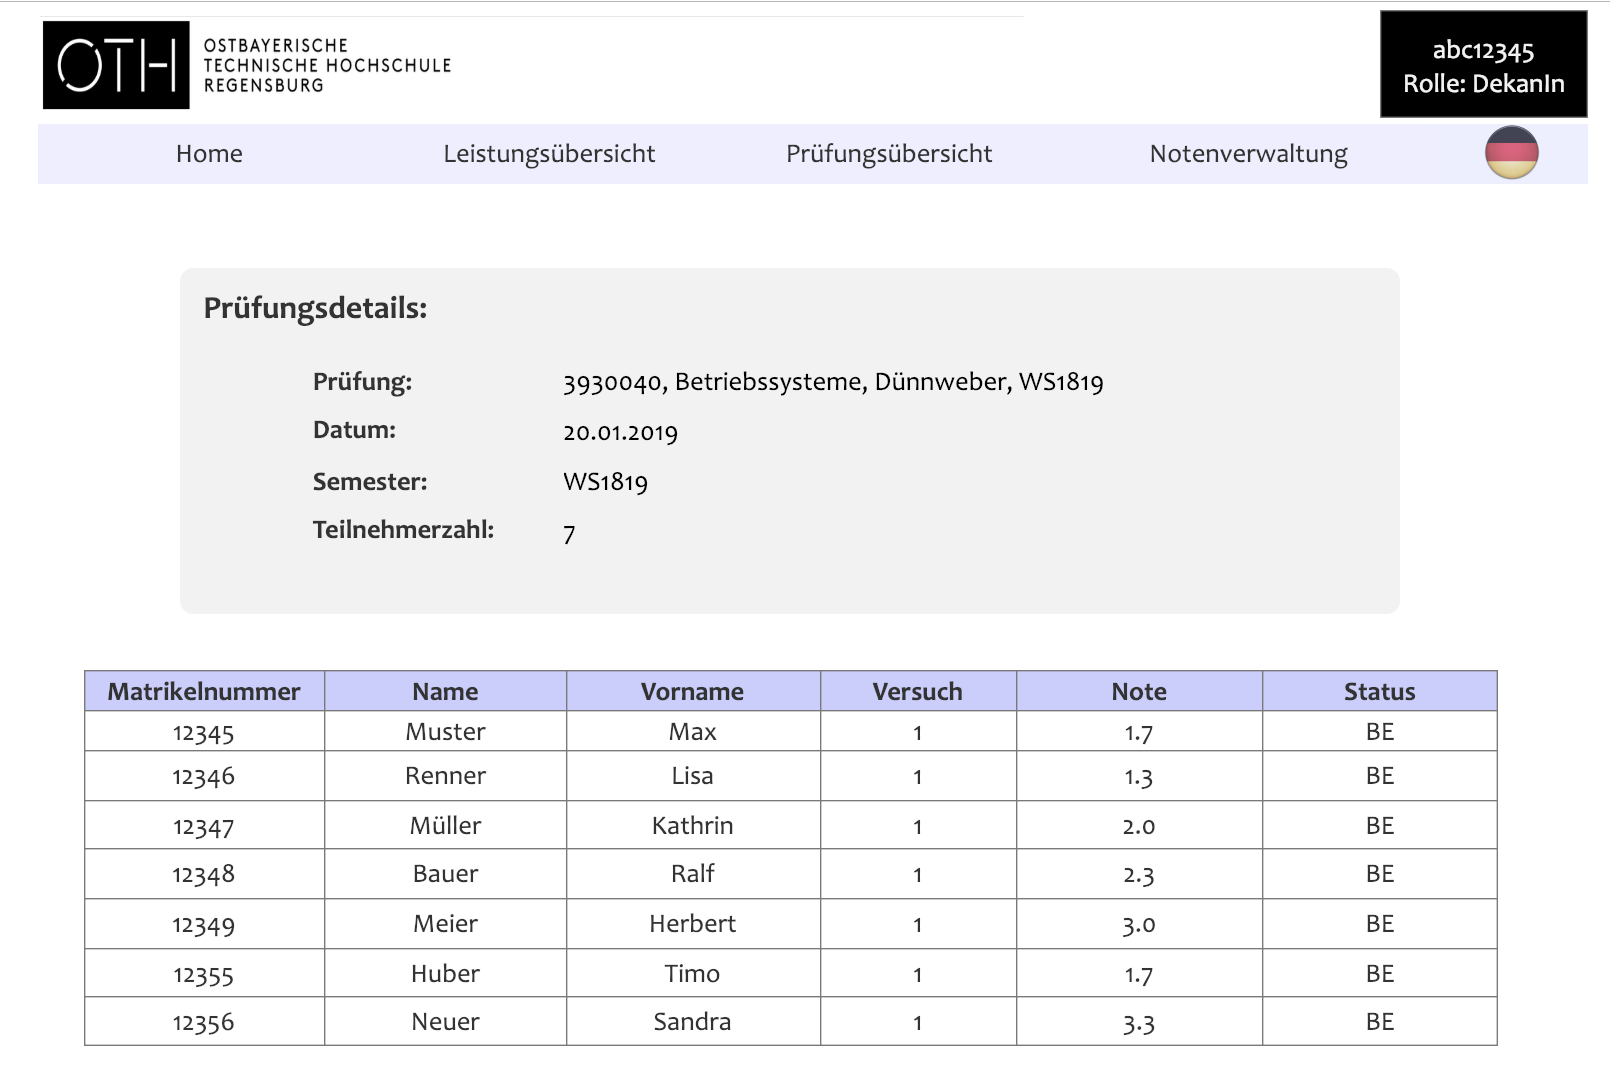 OTH
OSTBAYERISCHE
TECHNISCHE HOCHSCHULE
REGENSBURG
abc12345
Rolle: DekanIn
Home Leistungsübersicht Prüfungsübersicht Notenverwaltung
Prüfungsdetails:
Prüfung: 3930040, Betriebssysteme, Dünnweber, WS1819
Datum: 20.01.2019
Semester: WS1819
Teilnehmerzahl: 7
Matrikelnummer Name Vorname Versuch Note Status
12345 Muster Max 1 1.7 BE
12346 Renner Lisa 1 1.3 BE
12347 Müller Kathrin 1 2.0 BE
12348 Bauer Ralf 1 2.3 BE
12349 Meier Herbert 1 3.0 BE
12355 Huber Timo 1 1.7 BE
12356 Neuer Sandra 1 3.3 BE